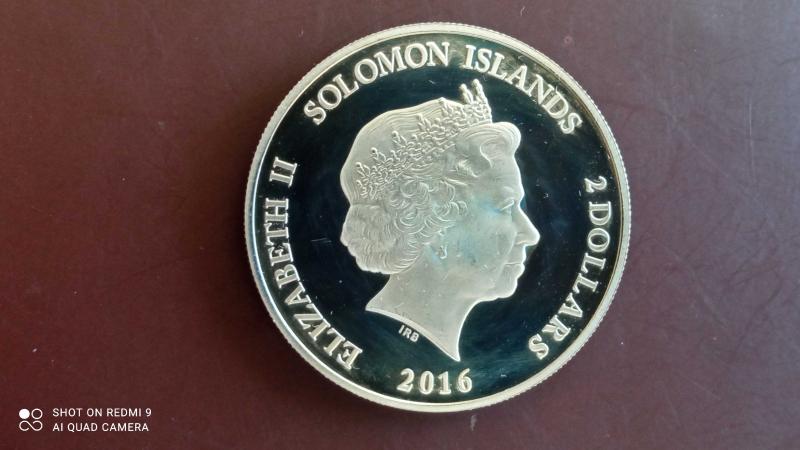 SOLOMON ISLANDS
ELIZABETH II
2 DOLLARS
IRB
2016
SHOT ON REDMI 9
AI QUAD CAMERA